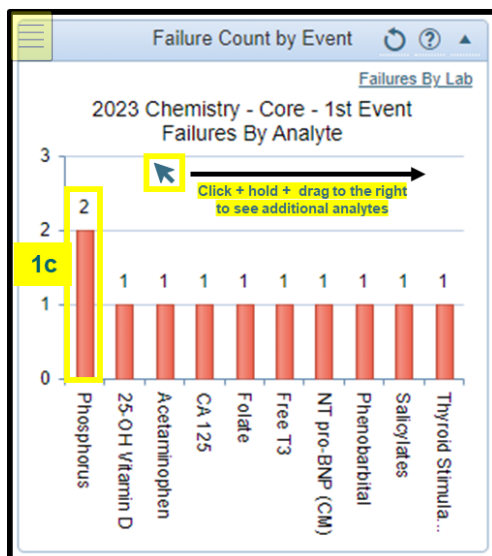 Failure Count by Event
Failures By Lab
2023 Chemistry - Core - 1st Event
Failures By Analyte
3
Click + hold + drag to the right
to see additional analytes
2
2
1c
1 1 1 1 1 1 1 1 1
1
0
Phosphorus
25-OH Vitamin D
Acetaminophen
CA 125
Folate
Free T3
NT pro-BNP (CM)
Phenobarbital
Salicylates
Thyroid Stimula...